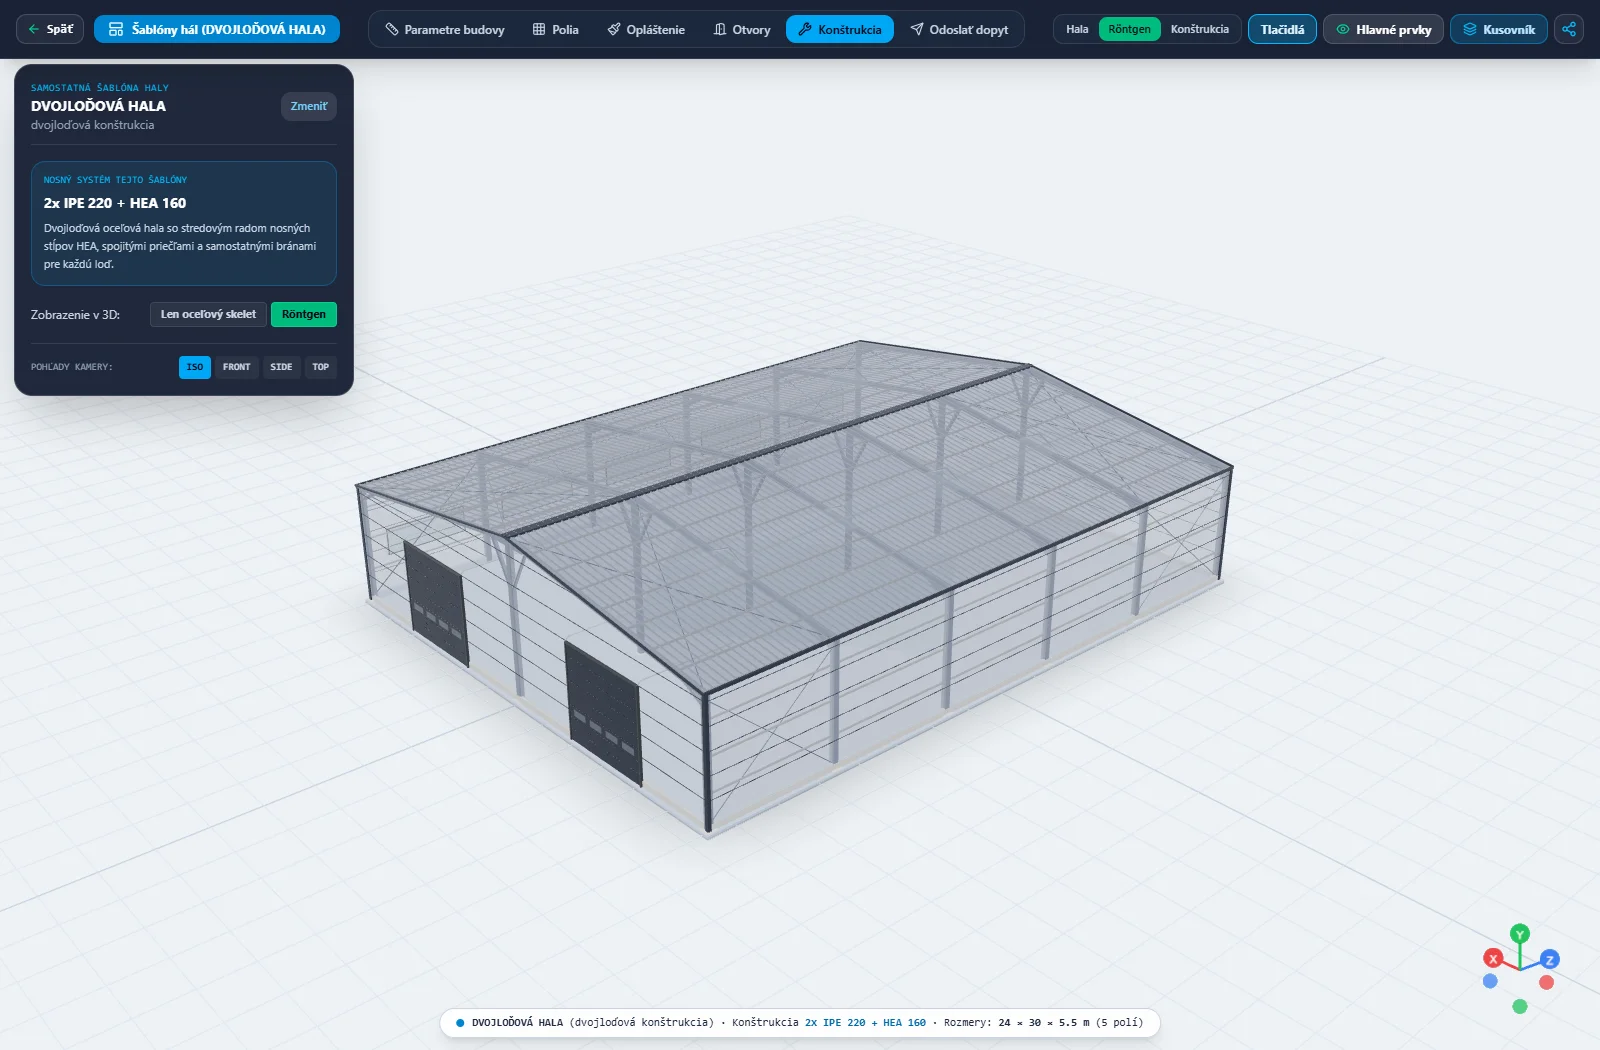 Späť
Šablóny hál (DVOJLOĎOVÁ HALA)
Parametre budovy
Polia
Opláštenie
Otvory
Konštrukcia
Odoslať dopyt
Hala
Röntgen
Konštrukcia
Tlačidlá
Hlavné prvky
Kusovník
SAMOSTATNÁ ŠABLÓNA HALY
DVOJLOĎOVÁ HALA
dvojloďová konštrukcia
Zmeniť
NOSNÝ SYSTÉM TEJTO ŠABLÓNY
2x IPE 220 + HEA 160
Dvojloďová oceľová hala so stredovým radom nosných
stĺpov HEA, spojitými priečľami a samostatnými bránami
pre každú loď.
Zobrazenie v 3D:
Len oceľový skelet
Röntgen
POHĽADY KAMERY:
ISO
FRONT
SIDE
TOP
Y
X
Z
DVOJLOĎOVÁ HALA (dvojloďová konštrukcia) · Konštrukcia 2x IPE 220 + HEA 160 · Rozmery: 24 × 30 × 5.5 m (5 polí)